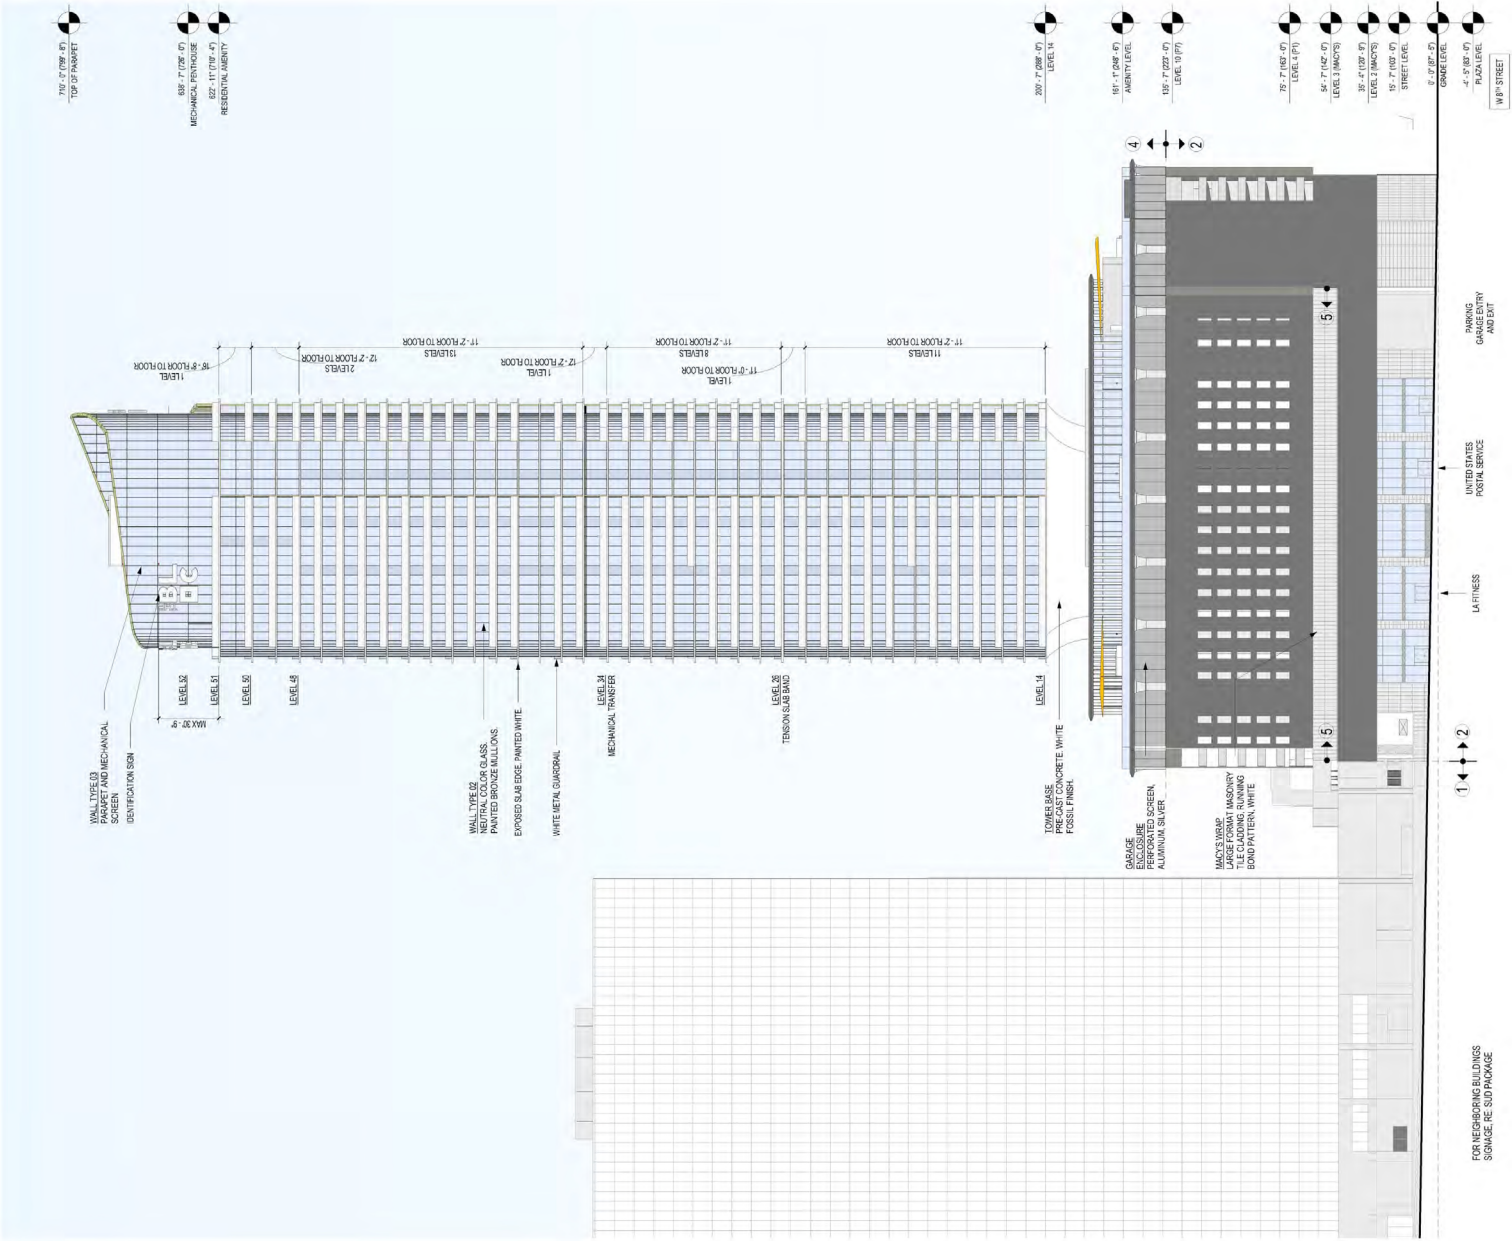 710' - 0" (799' - 8")
TOP OF PARAPET
638' - 7" (726' - 0")
MECHANICAL PENTHOUSE
622' - 11" (710' - 4")
RESIDENTIAL AMENITY
200' - 7" (288' - 0")
LEVEL 14
161' - 1" (248' - 6")
AMENITY LEVEL
135' - 7" (223' - 0")
LEVEL 10 (P7)
75' - 7" (163' - 0")
LEVEL 4 (P1)
54' - 7" (142' - 0")
LEVEL 3 (MACY'S)
35' - 4" (120' - 9")
LEVEL 2 (MACY'S)
15' - 7" (103' - 0")
STREET LEVEL
0' - 0" (87' - 5")
GRADE LEVEL
-4' - 5" (83' - 0")
PLAZA LEVEL
W 8TH STREET
4
2
1 LEVEL
16' - 8" FLOOR TO FLOOR
2 LEVELS
12' - 2" FLOOR TO FLOOR
13 LEVELS
11' - 2" FLOOR TO FLOOR
1 LEVEL
12' - 2" FLOOR TO FLOOR
8 LEVELS
11' - 2" FLOOR TO FLOOR
1 LEVEL
11' - 0" FLOOR TO FLOOR
11 LEVELS
11' - 2" FLOOR TO FLOOR
5
PARKING
GARAGE ENTRY
AND EXIT
UNITED STATES
POSTAL SERVICE
LA FITNESS
THE
BLOC
LEVEL 52
LEVEL 51
LEVEL 50
LEVEL 48
LEVEL 34
MECHANICAL TRANSFER
LEVEL 26
TENSION SLAB BAND
LEVEL 14
MAX 30' - 9"
5
1
2
WALL TYPE 03
PARAPET AND MECHANICAL
SCREEN
IDENTIFICATION SIGN
WALL TYPE 02
NEUTRAL COLOR GLASS.
PAINTED BRONZE MULLIONS.
EXPOSED SLAB EDGE. PAINTED WHITE.
WHITE METAL GUARDRAIL
TOWER BASE
PRE-CAST CONCRETE. WHITE
FOSSIL FINISH.
GARAGE
ENCLOSURE
PERFORATED SCREEN,
ALUMINUM, SILVER
MACY'S WRAP
LARGE FORMAT MASONRY
TILE CLADDING, RUNNING
BOND PATTERN, WHITE
FOR NEIGHBORING BUILDINGS
SIGNAGE, RE: SUD PACKAGE